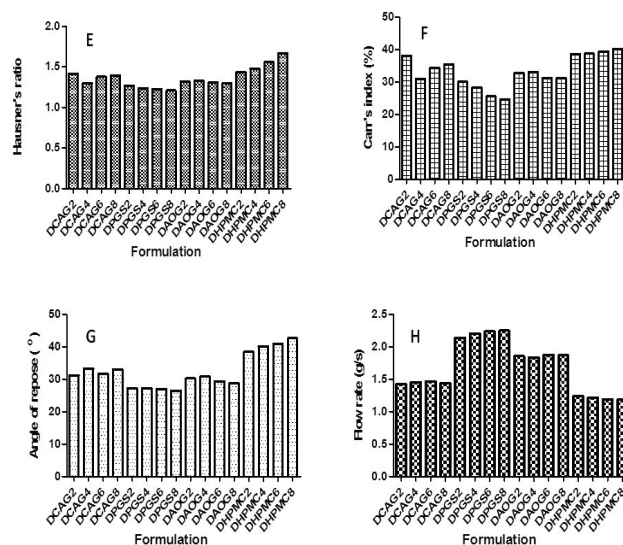 E
Hausner's ratio
2.0
1.5
1.0
0.5
0.0
DCAG2
DCAG4
DCAG6
DCAG8
DPGS2
DPGS4
DPGS6
DPGS8
DAOG2
DAOG4
DAOG6
DAOG8
DHPMC2
DHPMC4
DHPMC6
DHPMC8
Formulation
F
Carr's index (%)
50
40
30
20
10
0
DCAG2
DCAG4
DCAG6
DCAG8
DPGS2
DPGS4
DPGS6
DPGS8
DAOG2
DAOG4
DAOG6
DAOG8
DHPMC2
DHPMC4
DHPMC6
DHPMC8
Formulation
G
Angle of repose (°)
50
40
30
20
10
0
DCAG2
DCAG4
DCAG6
DCAG8
DPGS2
DPGS4
DPGS6
DPGS8
DAOG2
DAOG4
DAOG6
DAOG8
DHPMC2
DHPMC4
DHPMC6
DHPMC8
Formulation
H
Flow rate (g/s)
2.5
2.0
1.5
1.0
0.5
0.0
DCAG2
DCAG4
DCAG6
DCAG8
DPGS2
DPGS4
DPGS6
DPGS8
DAOG2
DAOG4
DAOG6
DAOG8
DHPMC2
DHPMC4
DHPMC6
DHPMC8
Formulation